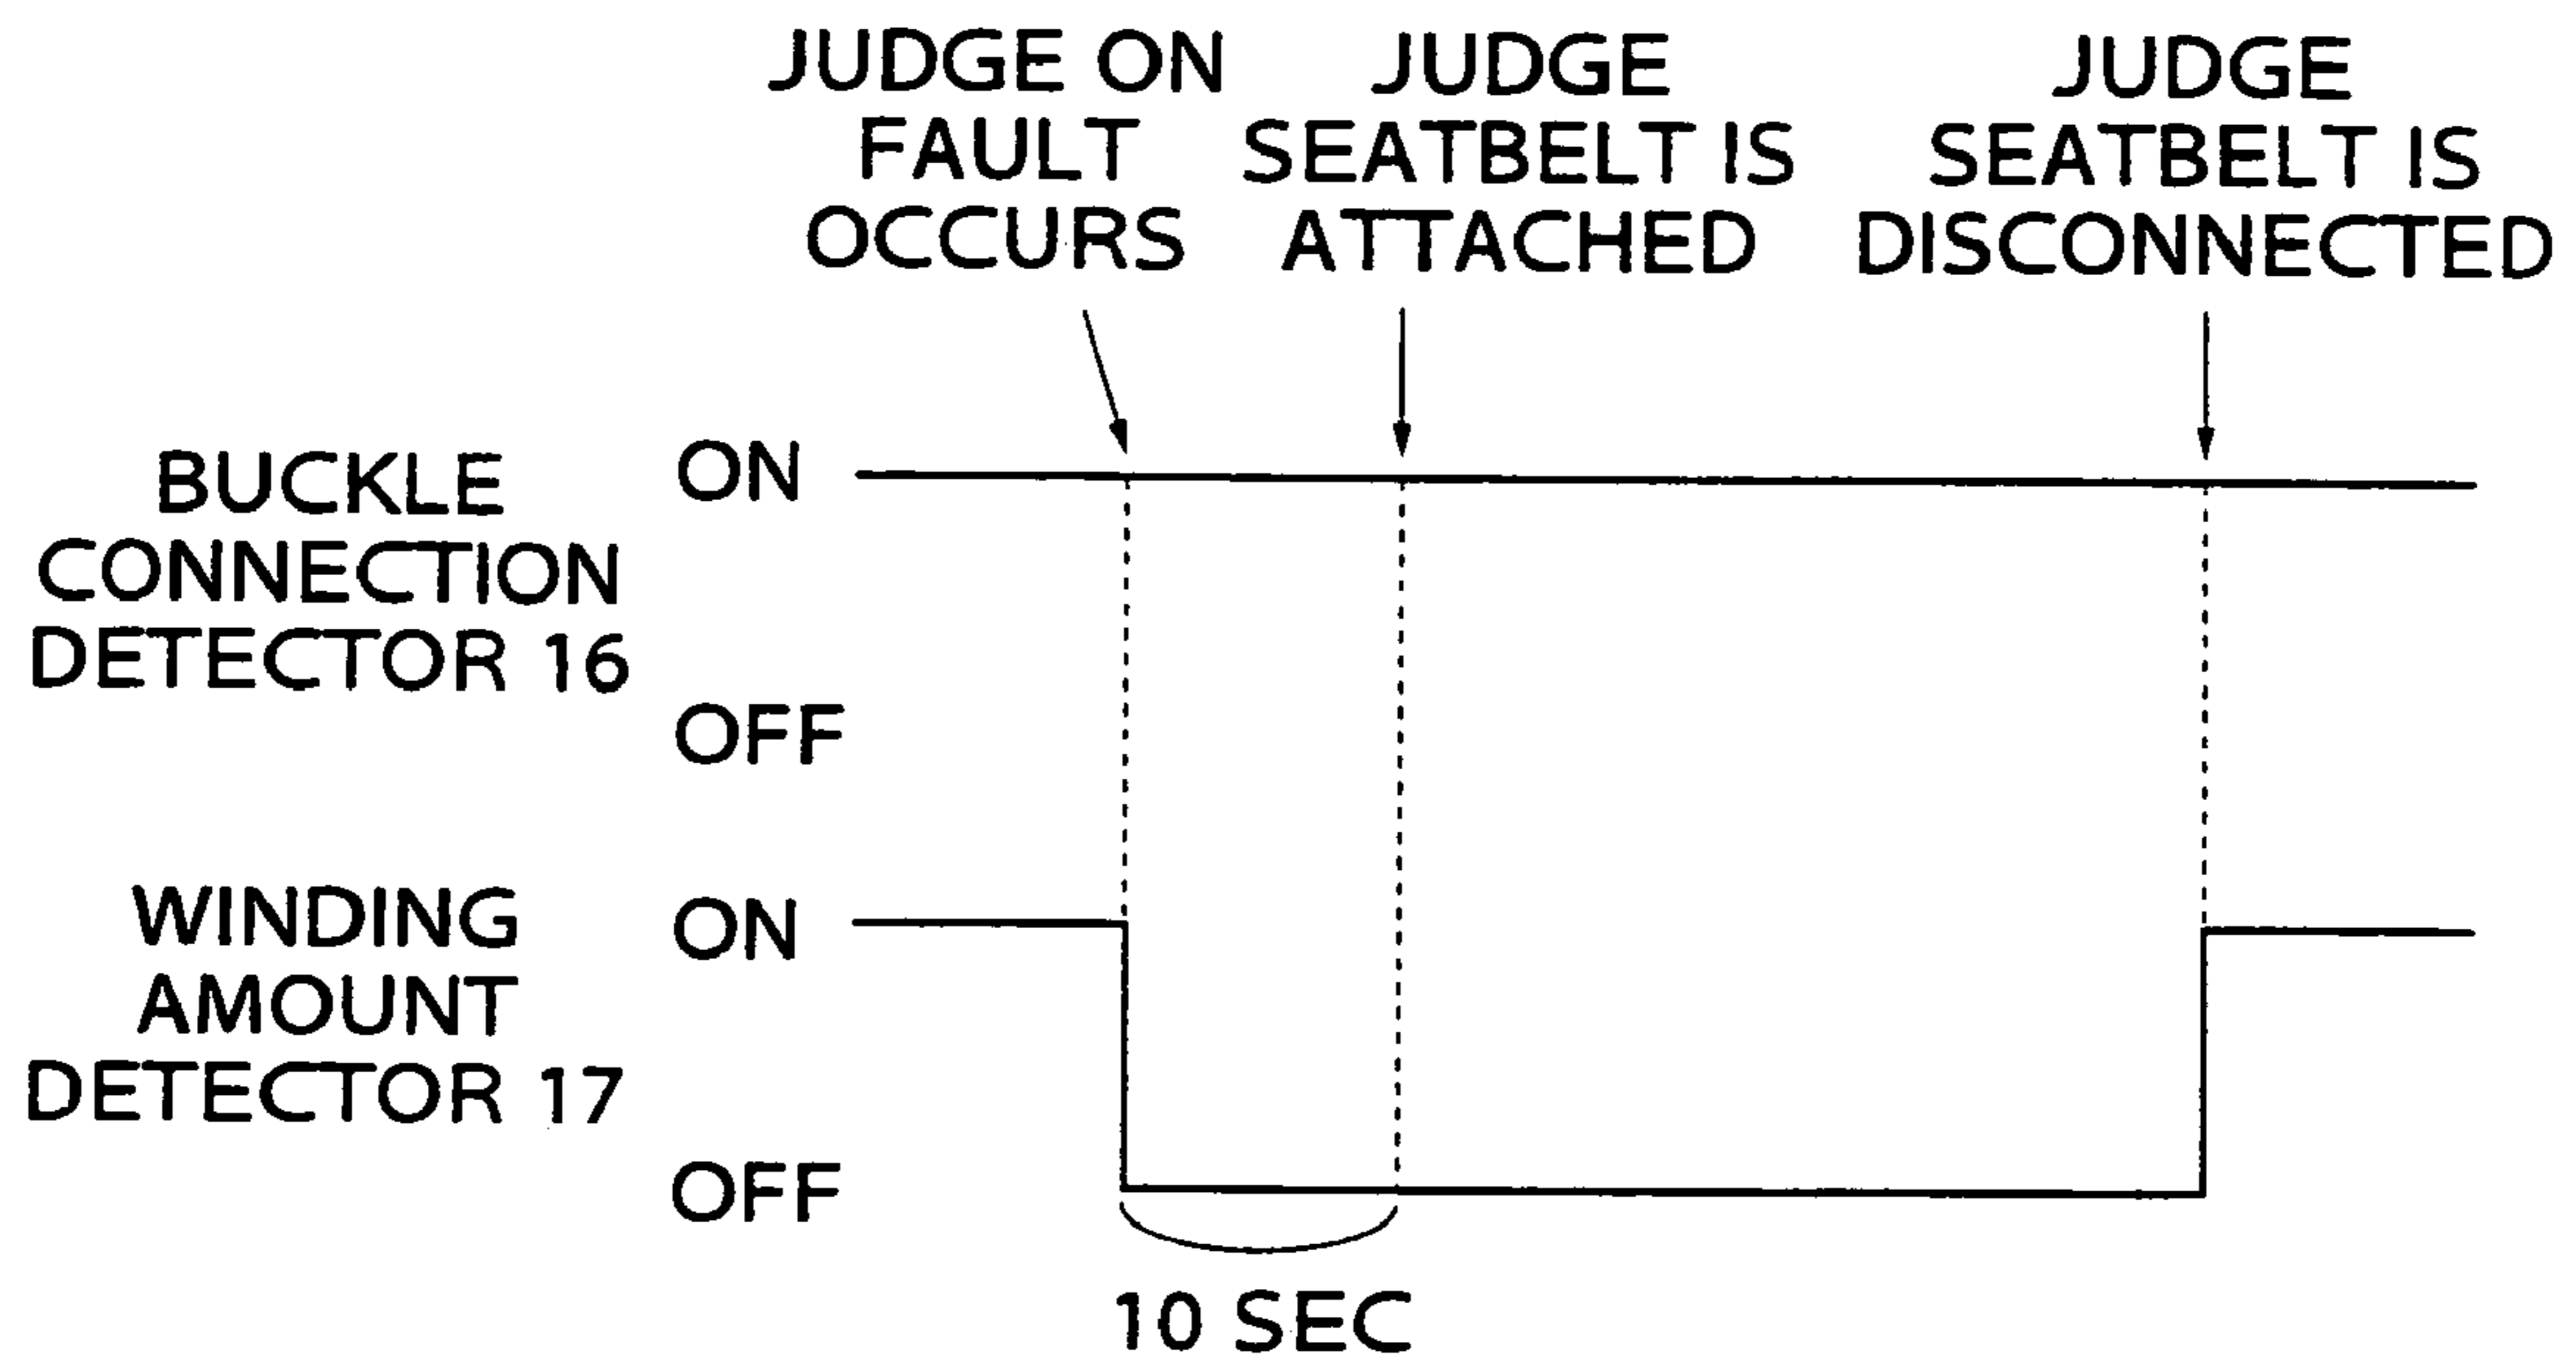 JUDGE ON
FAULT
OCCURS
JUDGE
SEATBELT IS
ATTACHED
JUDGE
SEATBELT IS
DISCONNECTED
BUCKLE
CONNECTION
DETECTOR 16
ON
OFF
WINDING
AMOUNT
DETECTOR 17
ON
OFF
10 SEC